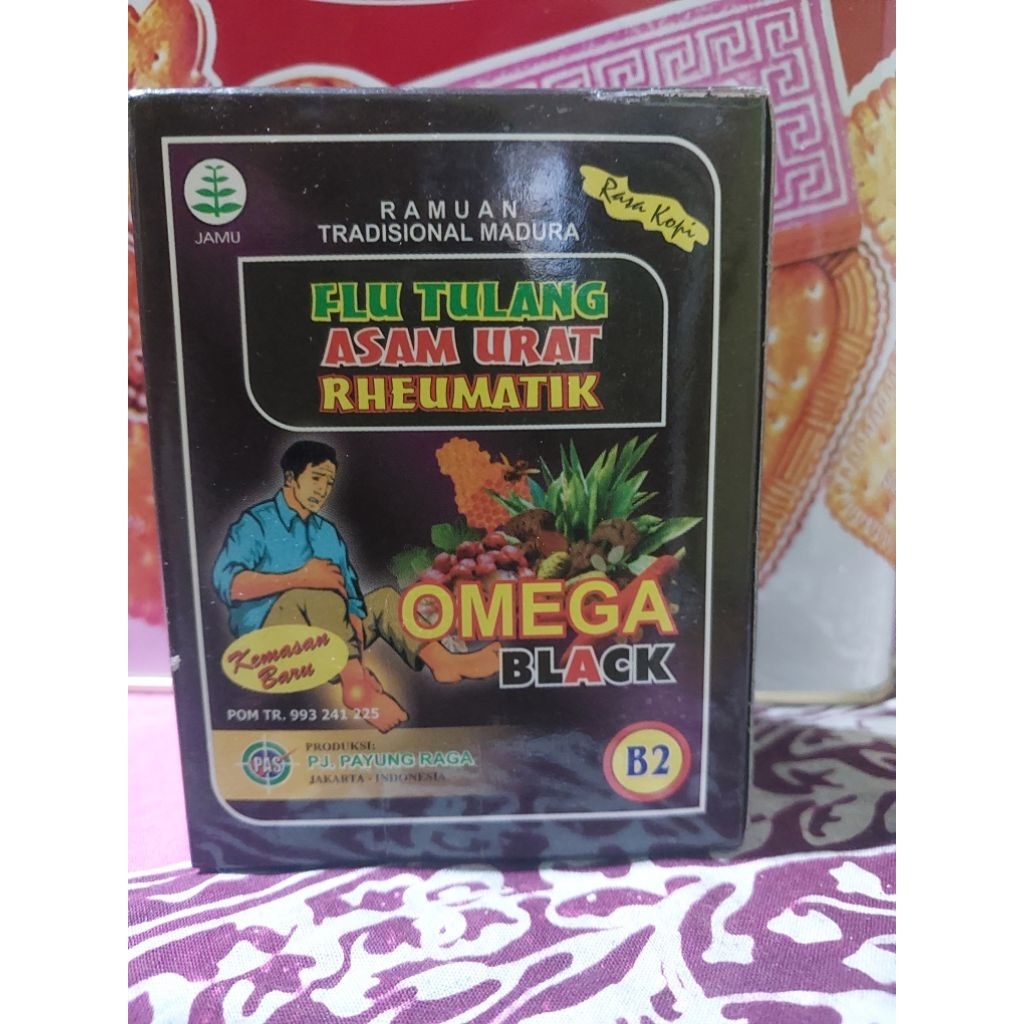 JAMU
RAMUAN
TRADISIONAL MADURA
Rasa Kopi
FLU TULANG
ASAM URAT
RHEUMATIK
OMEGA
BLACK
Kemasan
Baru
POM TR. 993 241 225
PAS
PRODUKSI:
PJ. PAYUNG RAGA
JAKARTA - INDONESIA
B2